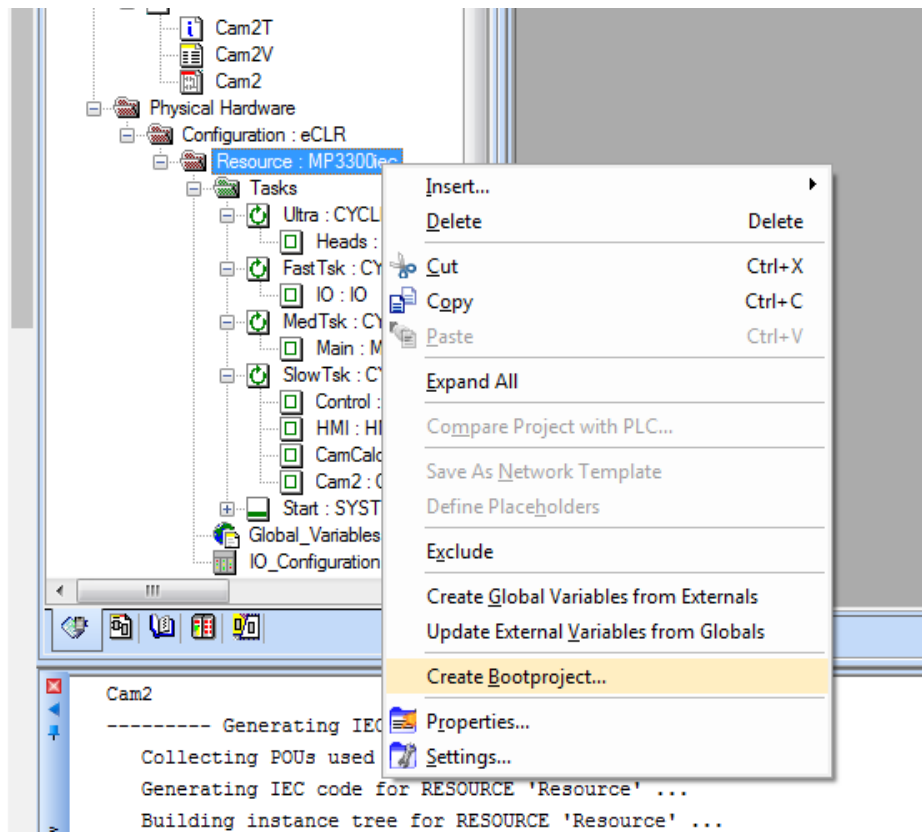 Cam2T
Cam2V
Cam2
Physical Hardware
Configuration : eCLR
Resource : MP3300iec
Tasks
Ultra : CYCL
Heads :
FastTsk : CY
IO : IO
MedTsk : CY
Main : M
SlowTsk : C
Control :
HMI : HI
CamCalc
Cam2 : C
Start : SYST
Global_Variables
IO_Configuration
Insert...
Delete Delete
Cut Ctrl+X
Copy Ctrl+C
Paste Ctrl+V
Expand All
Compare Project with PLC...
Save As Network Template
Define Placeholders
Exclude
Create Global Variables from Externals
Update External Variables from Globals
Create Bootproject...
Properties...
Settings...
Cam2
--------- Generating IEC
Collecting POUs used
Generating IEC code for RESOURCE 'Resource' ...
Building instance tree for RESOURCE 'Resource' ...